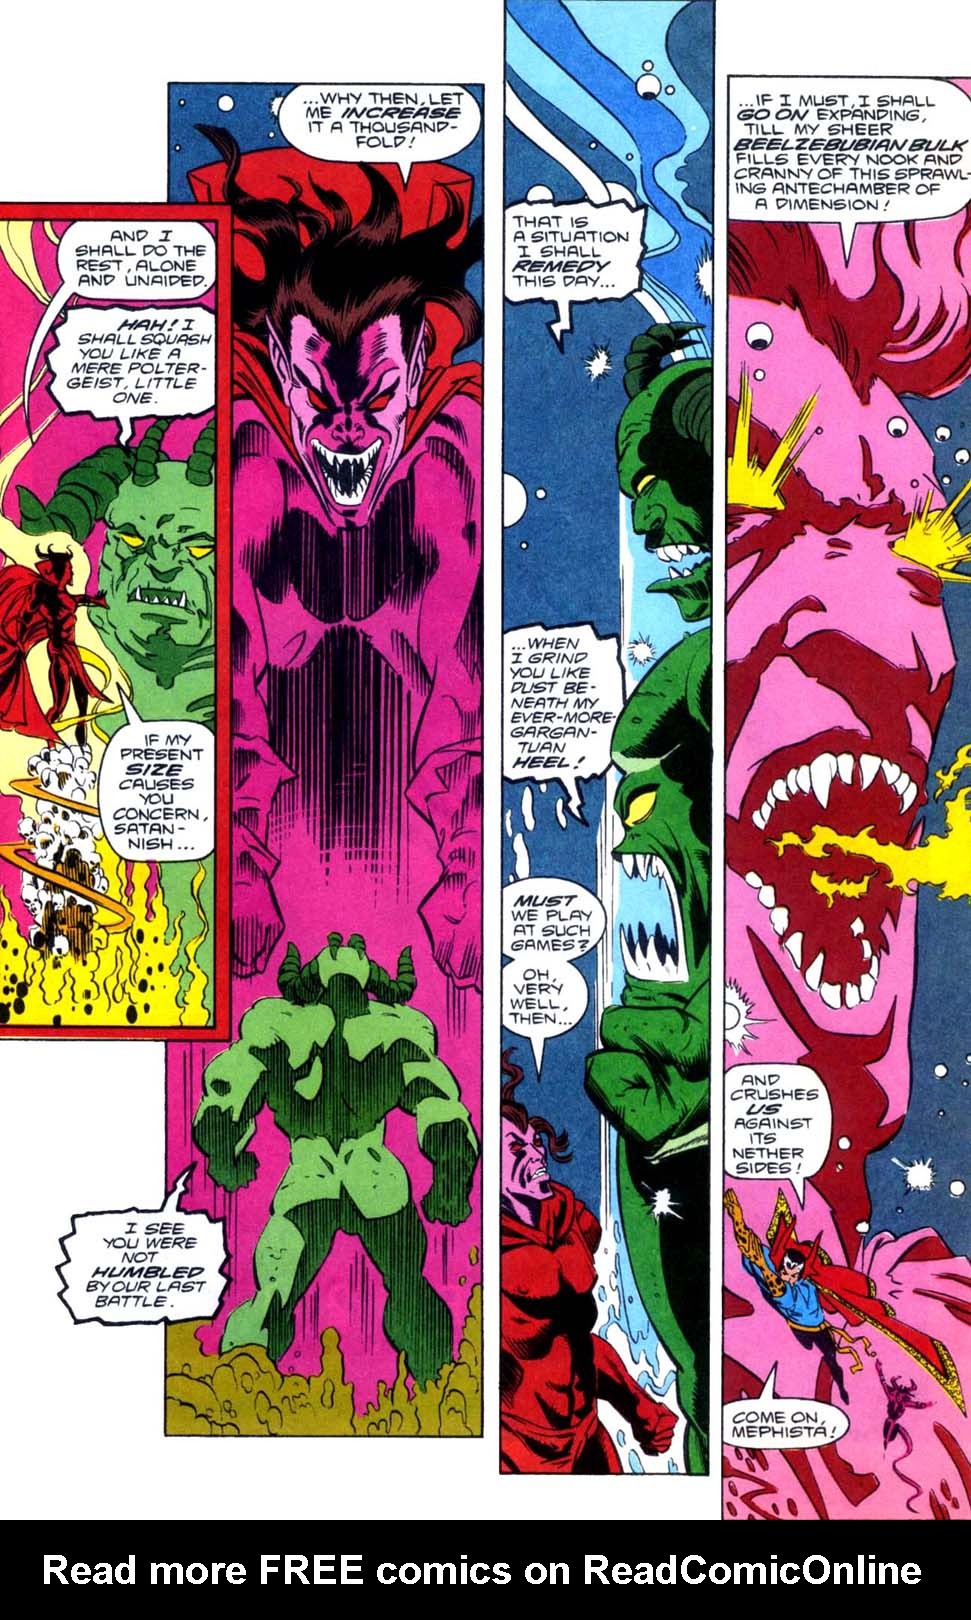 AND I
SHALL DO THE
REST, ALONE
AND UNAIDED.
HAH! I
SHALL SQUASH
YOU LIKE A
MERE POLTER-
GEIST, LITTLE
ONE.
IF MY
PRESENT
SIZE
CAUSES
YOU
CONCERN,
SATAN-
NISH...
...WHY THEN, LET
ME INCREASE
IT A THOUSAND-
FOLD!
I SEE
YOU WERE
NOT
HUMBLED
BY OUR LAST
BATTLE.
THAT IS
A SITUATION
I SHALL
REMEDY
THIS DAY...
...WHEN
I GRIND
YOU LIKE
DUST BE-
NEATH MY
EVER-MORE-
GARGAN-
TUAN
HEEL!
MUST
WE PLAY
AT SUCH
GAMES?
OH,
VERY
WELL,
THEN...
...IF I MUST, I SHALL
GO ON EXPANDING,
TILL MY SHEER
BEELZEBUBIAN BULK
FILLS EVERY NOOK AND
CRANNY OF THIS SPRAWL-
ING ANTECHAMBER OF
A DIMENSION!
AND
CRUSHES
US
AGAINST
ITS
NETHER
SIDES!
COME ON,
MEPHISTA!
Read more FREE comics on ReadComicOnline